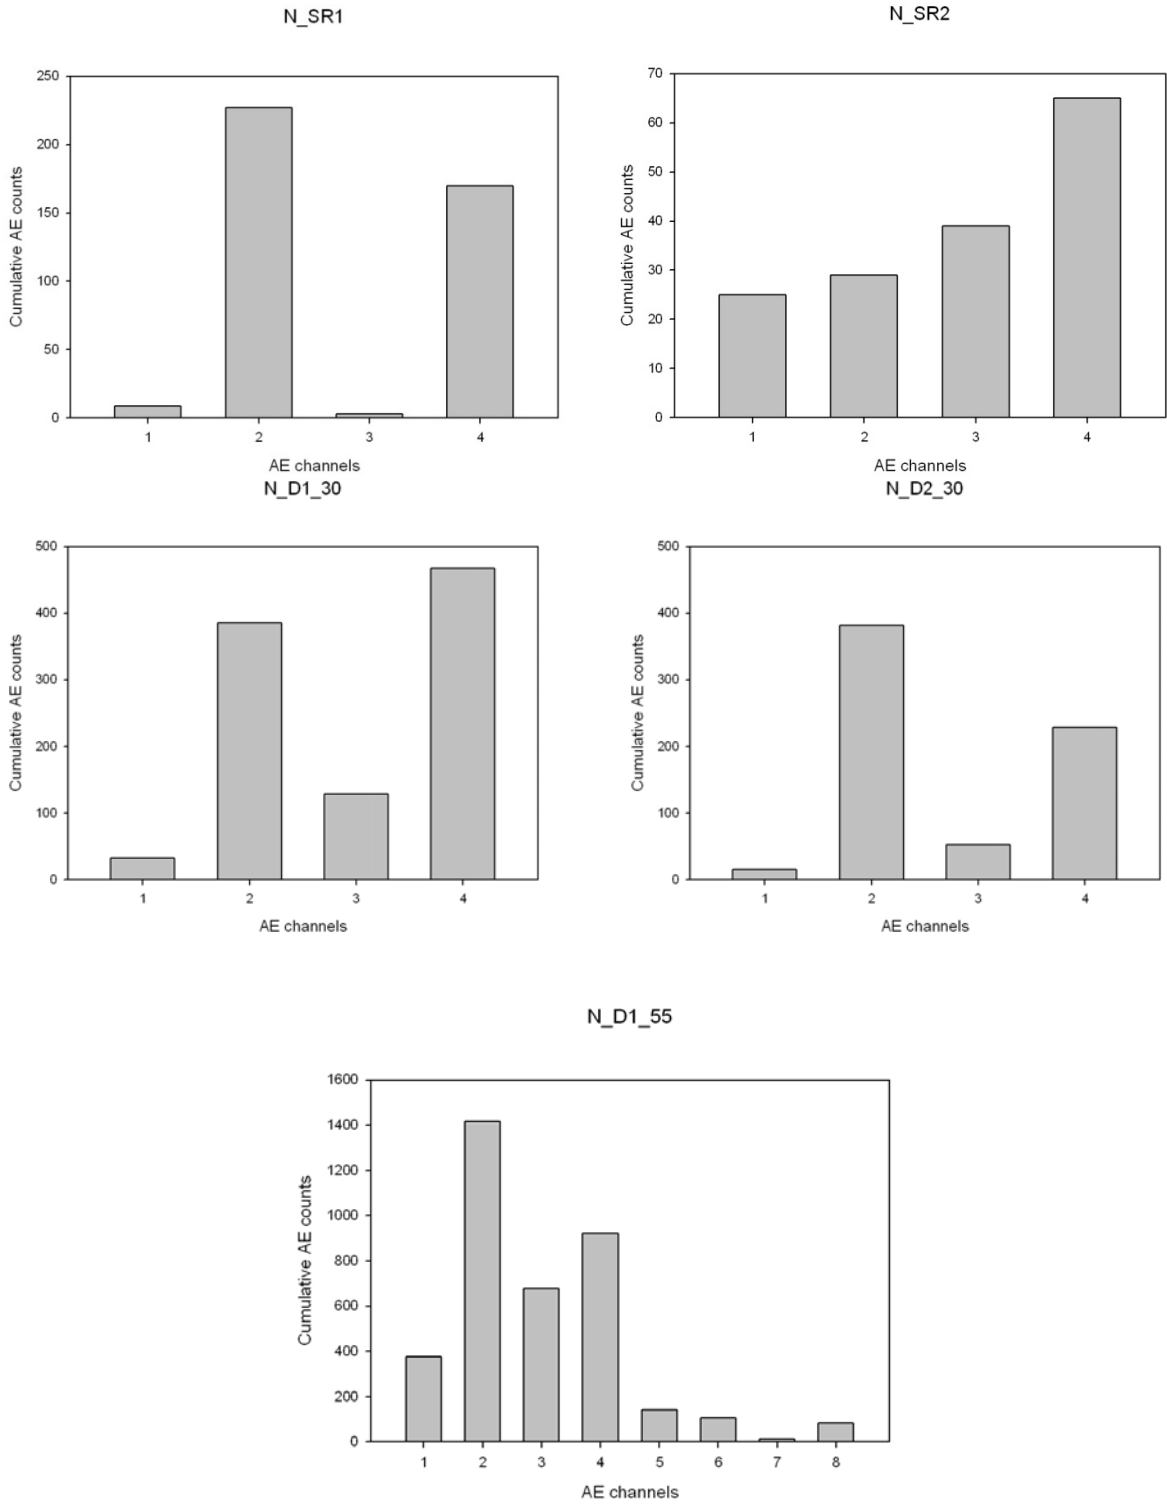 N_SR1
250
200
150
100
50
0
Cumulative AE counts
1 2 3 4
AE channels
N_SR2
70
60
50
40
30
20
10
0
Cumulative AE counts
1 2 3 4
AE channels
N_D1_30
500
400
300
200
100
0
Cumulative AE counts
1 2 3 4
AE channels
N_D2_30
500
400
300
200
100
0
Cumulative AE counts
1 2 3 4
AE channels
N_D1_55
1600
1400
1200
1000
800
600
400
200
0
Cumulative AE counts
1 2 3 4 5 6 7 8
AE channels